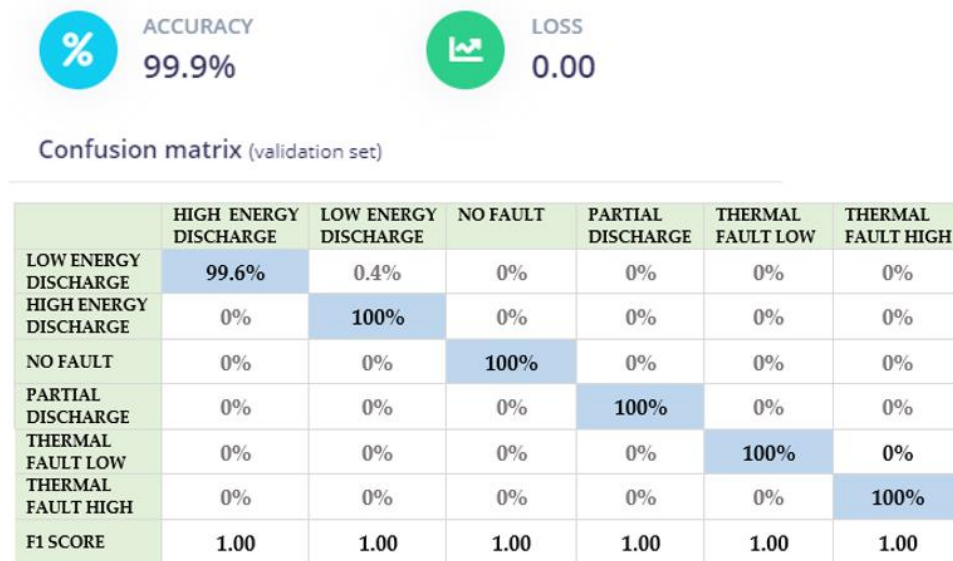 %
ACCURACY
99.9%
LOSS
0.00
Confusion matrix (validation set)
HIGH ENERGY DISCHARGE LOW ENERGY DISCHARGE NO FAULT PARTIAL DISCHARGE THERMAL FAULT LOW THERMAL FAULT HIGH
LOW ENERGY DISCHARGE 99.6% 0.4% 0% 0% 0% 0%
HIGH ENERGY DISCHARGE 0% 100% 0% 0% 0% 0%
NO FAULT 0% 0% 100% 0% 0% 0%
PARTIAL DISCHARGE 0% 0% 0% 100% 0% 0%
THERMAL FAULT LOW 0% 0% 0% 0% 100% 0%
THERMAL FAULT HIGH 0% 0% 0% 0% 0% 100%
F1 SCORE 1.00 1.00 1.00 1.00 1.00 1.00